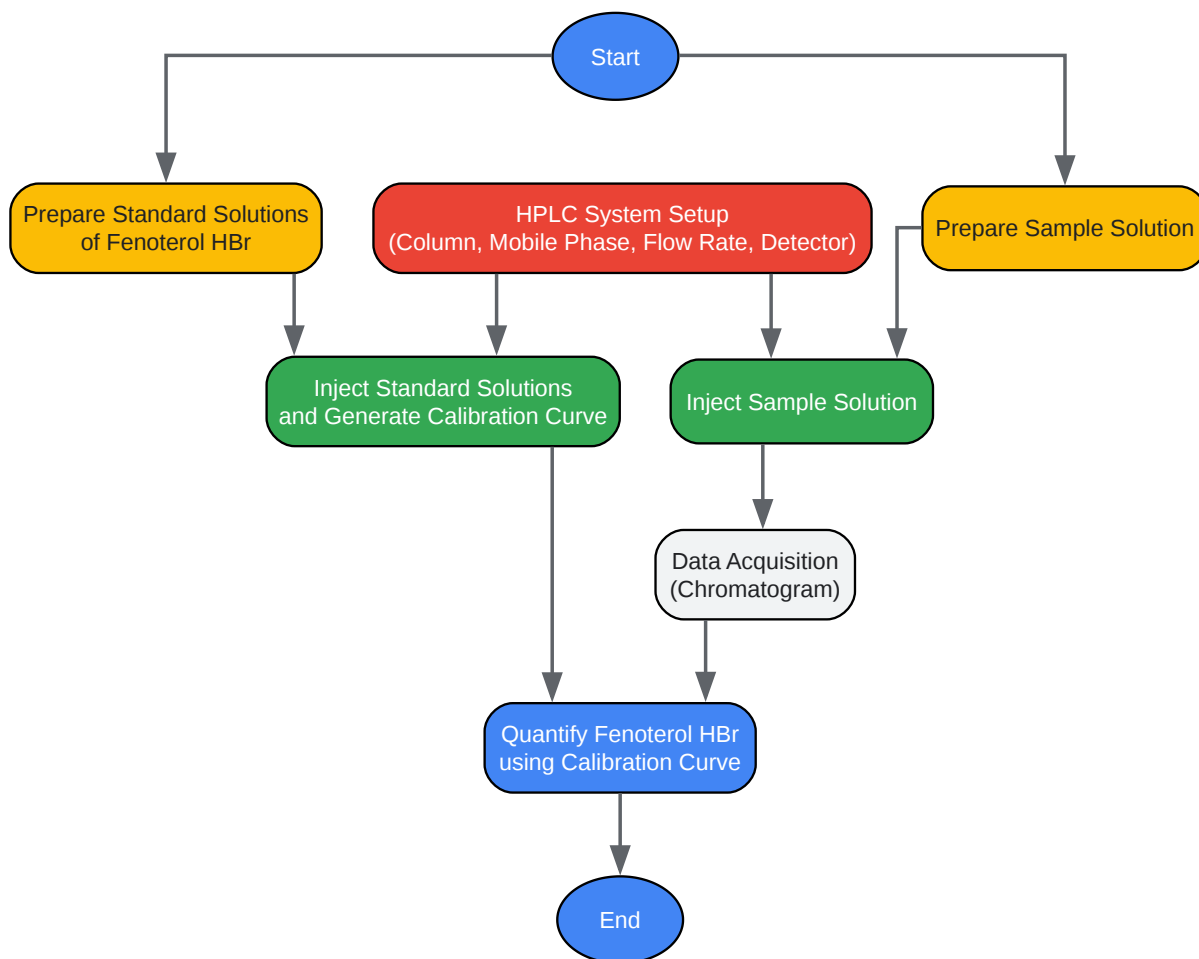 Start
Prepare Standard Solutions
of Fenoterol HBr
HPLC System Setup
(Column, Mobile Phase, Flow Rate, Detector)
Prepare Sample Solution
Inject Standard Solutions
and Generate Calibration Curve
Inject Sample Solution
Data Acquisition
(Chromatogram)
Quantify Fenoterol HBr
using Calibration Curve
End